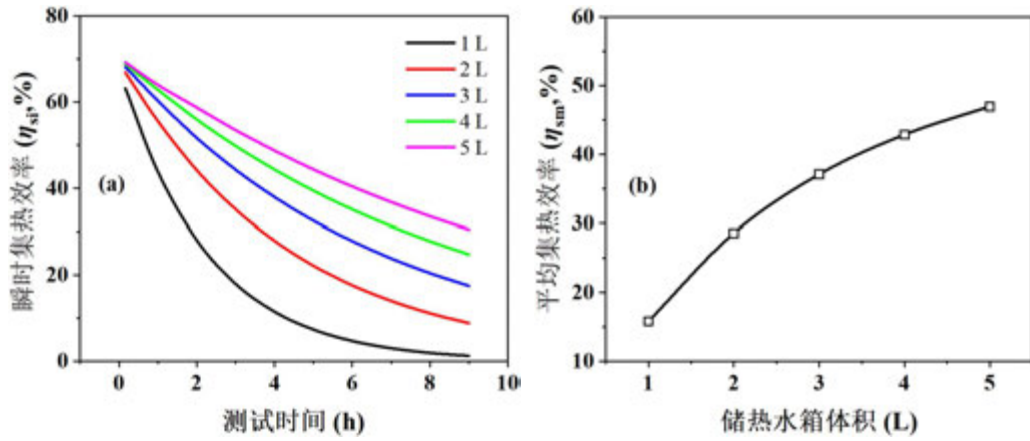 80
60
40
20
0
瞬时集热效率 (ηsi,%)
(a)
1 L
2 L
3 L
4 L
5 L
0 2 4 6 8 10
测试时间 (h)
60
50
40
30
20
10
平均集热效率 (ηsm,%)
(b)
1 2 3 4 5
储热水箱体积 (L)